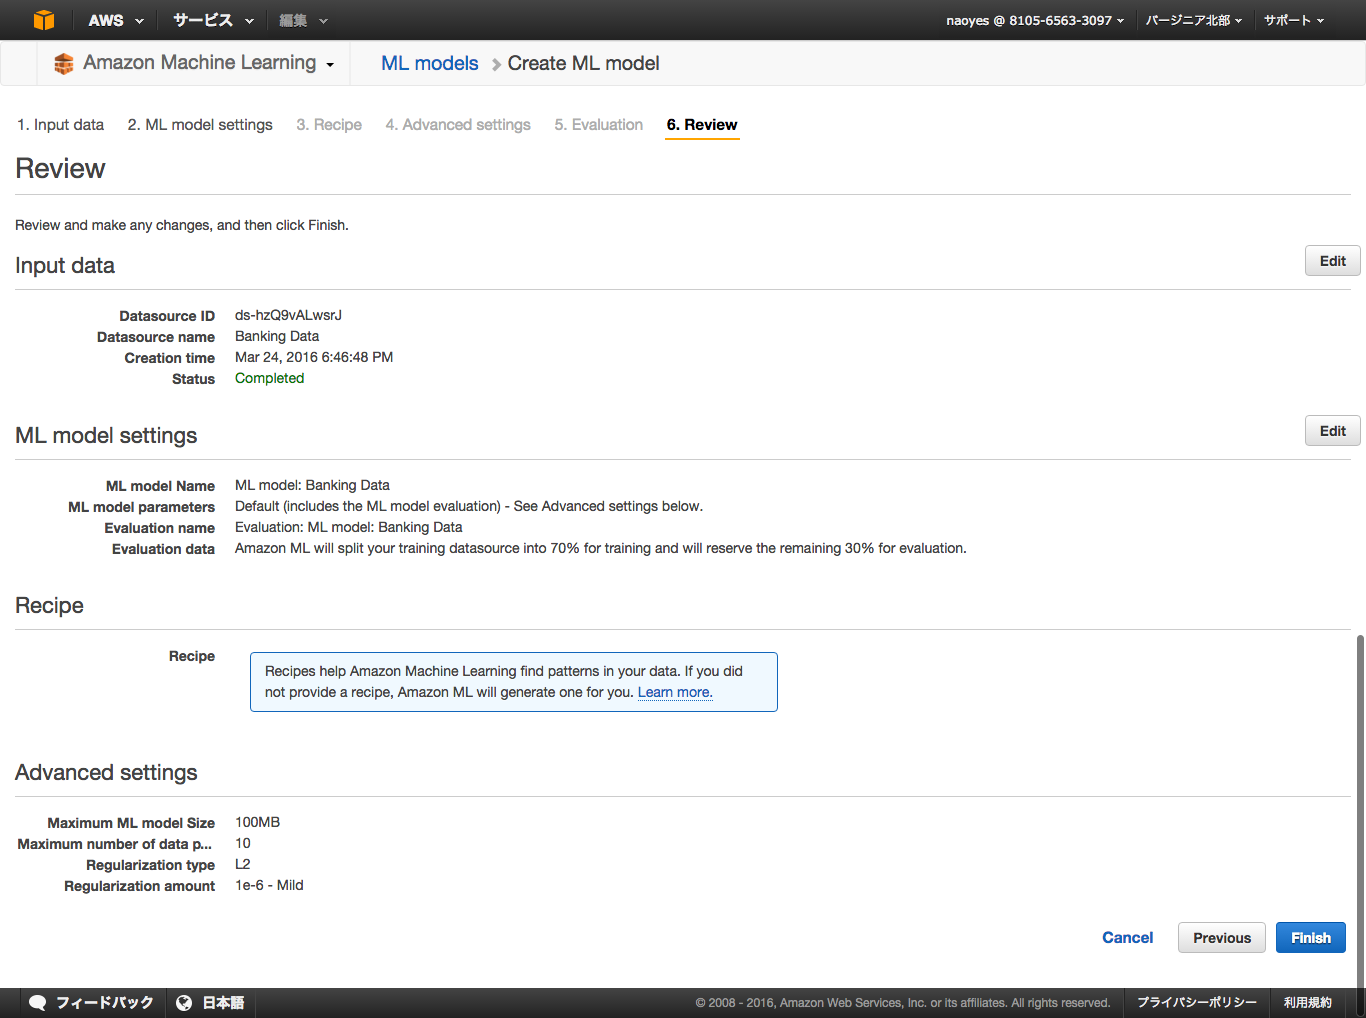 AWS サービス 編集 naoyes @ 8105-6563-3097 バージニア北部 サポート
Amazon Machine Learning ML models Create ML model
1. Input data 2. ML model settings 3. Recipe 4. Advanced settings 5. Evaluation 6. Review
Review
Review and make any changes, and then click Finish.
Input data Edit
Datasource ID ds-hzQ9vALwsrJ
Datasource name Banking Data
Creation time Mar 24, 2016 6:46:48 PM
Status Completed
ML model settings Edit
ML model Name ML model: Banking Data
ML model parameters Default (includes the ML model evaluation) - See Advanced settings below.
Evaluation name Evaluation: ML model: Banking Data
Evaluation data Amazon ML will split your training datasource into 70% for training and will reserve the remaining 30% for evaluation.
Recipe
Recipe Recipes help Amazon Machine Learning find patterns in your data. If you did
not provide a recipe, Amazon ML will generate one for you. Learn more.
Advanced settings
Maximum ML model Size 100MB
Maximum number of data p... 10
Regularization type L2
Regularization amount 1e-6 - Mild
Cancel Previous Finish
フィードバック 日本語 © 2008 - 2016, Amazon Web Services, Inc. or its affiliates. All rights reserved. プライバシーポリシー 利用規約